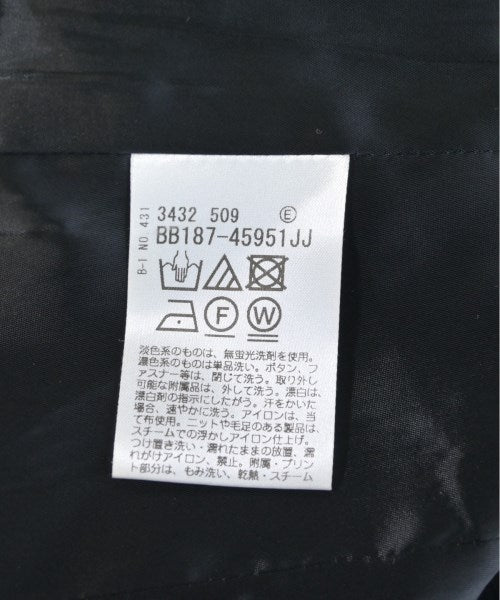 B-1 NO 431
3432 509 Ⓔ
BB187-45951JJ
Ⓕ Ⓦ
淡色系のものは、無蛍光洗剤を使用。
濃色系のものは単品洗い。ボタン、フ
ァスナー等は、閉じて洗う。取り外し
可能な附属品は、外して洗う。漂白は、
漂白剤の指示にしたがう。汗をかいた
場合、速やかに洗う。アイロンは、当
て布使用。ニットや毛足のある製品は、
スチームでの浮かしアイロン仕上げ。
つけ置き洗い・濡れたままの放置、濡
れがけアイロン、禁止。附属・プリン
ト部分は、もみ洗い、乾熱・スチーム